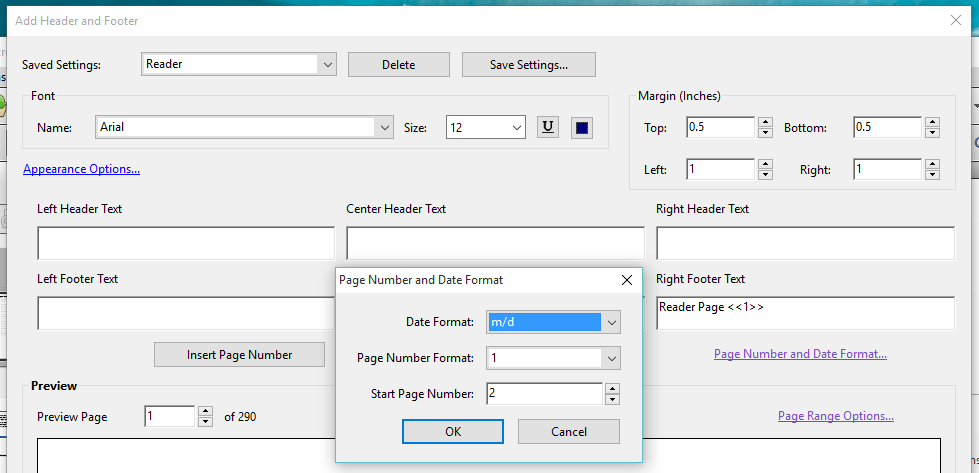 Add Header and Footer
Saved Settings: Reader Delete Save Settings...
Font
Name: Arial Size: 12 U
Margin (Inches)
Top: 0.5 Bottom: 0.5
Left: 1 Right: 1
Appearance Options...
Left Header Text Center Header Text Right Header Text
Left Footer Text Right Footer Text
Reader Page <<1>>
Insert Page Number
Page Number and Date Format...
Page Number and Date Format
Date Format: m/d
Page Number Format: 1
Start Page Number: 2
OK Cancel
Preview
Preview Page 1 of 290
Page Range Options...